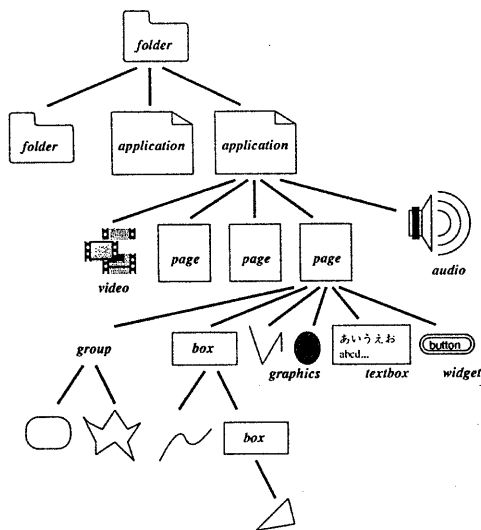 folder
folder
application
application
video
page
page
page
audio
group
box
graphics
あいうえお
abcd...
textbox
button
widget
box